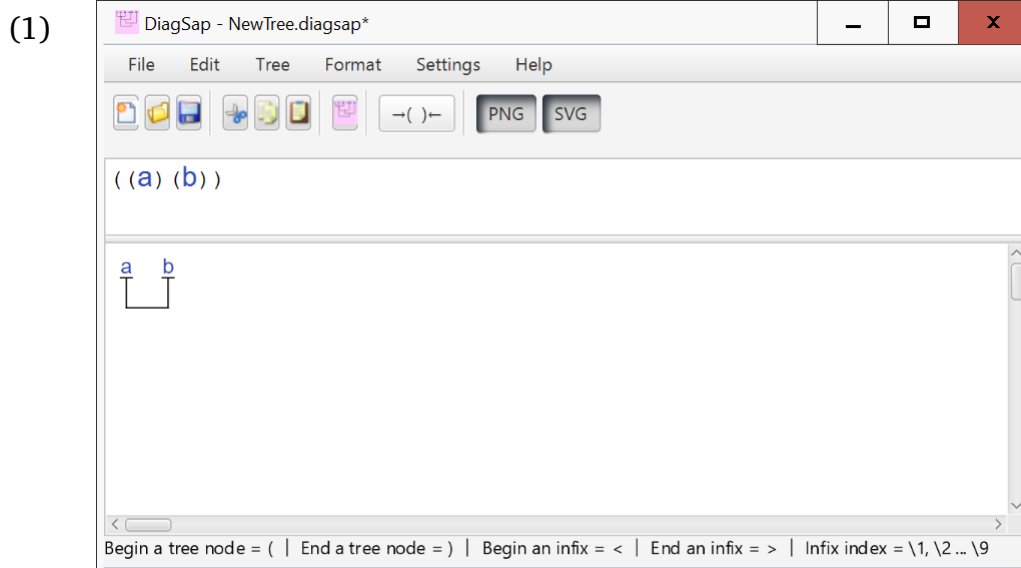 (1)
DiagSap - NewTree.diagsap*
File Edit Tree Format Settings Help
→( )← PNG SVG
((a)(b))
a b
Begin a tree node = ( | End a tree node = ) | Begin an infix = < | End an infix = > | Infix index = \1, \2 ... \9